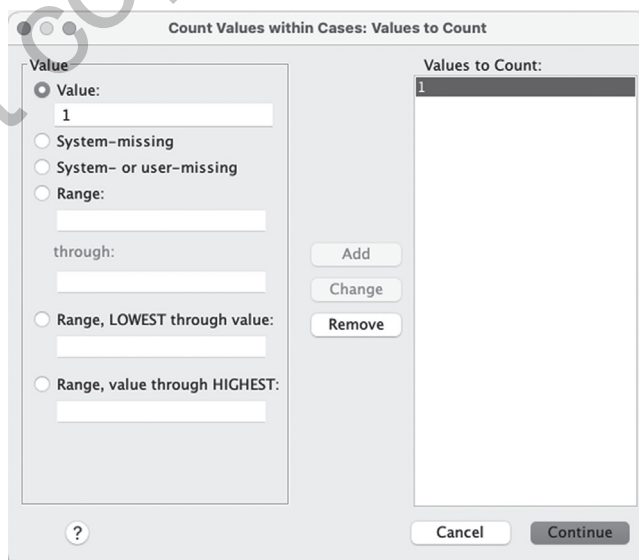 Count Values within Cases: Values to Count
Value
Value:
1
System-missing
System- or user-missing
Range:
through:
Range, LOWEST through value:
Range, value through HIGHEST:
Add
Change
Remove
Values to Count:
1
?
Cancel
Continue